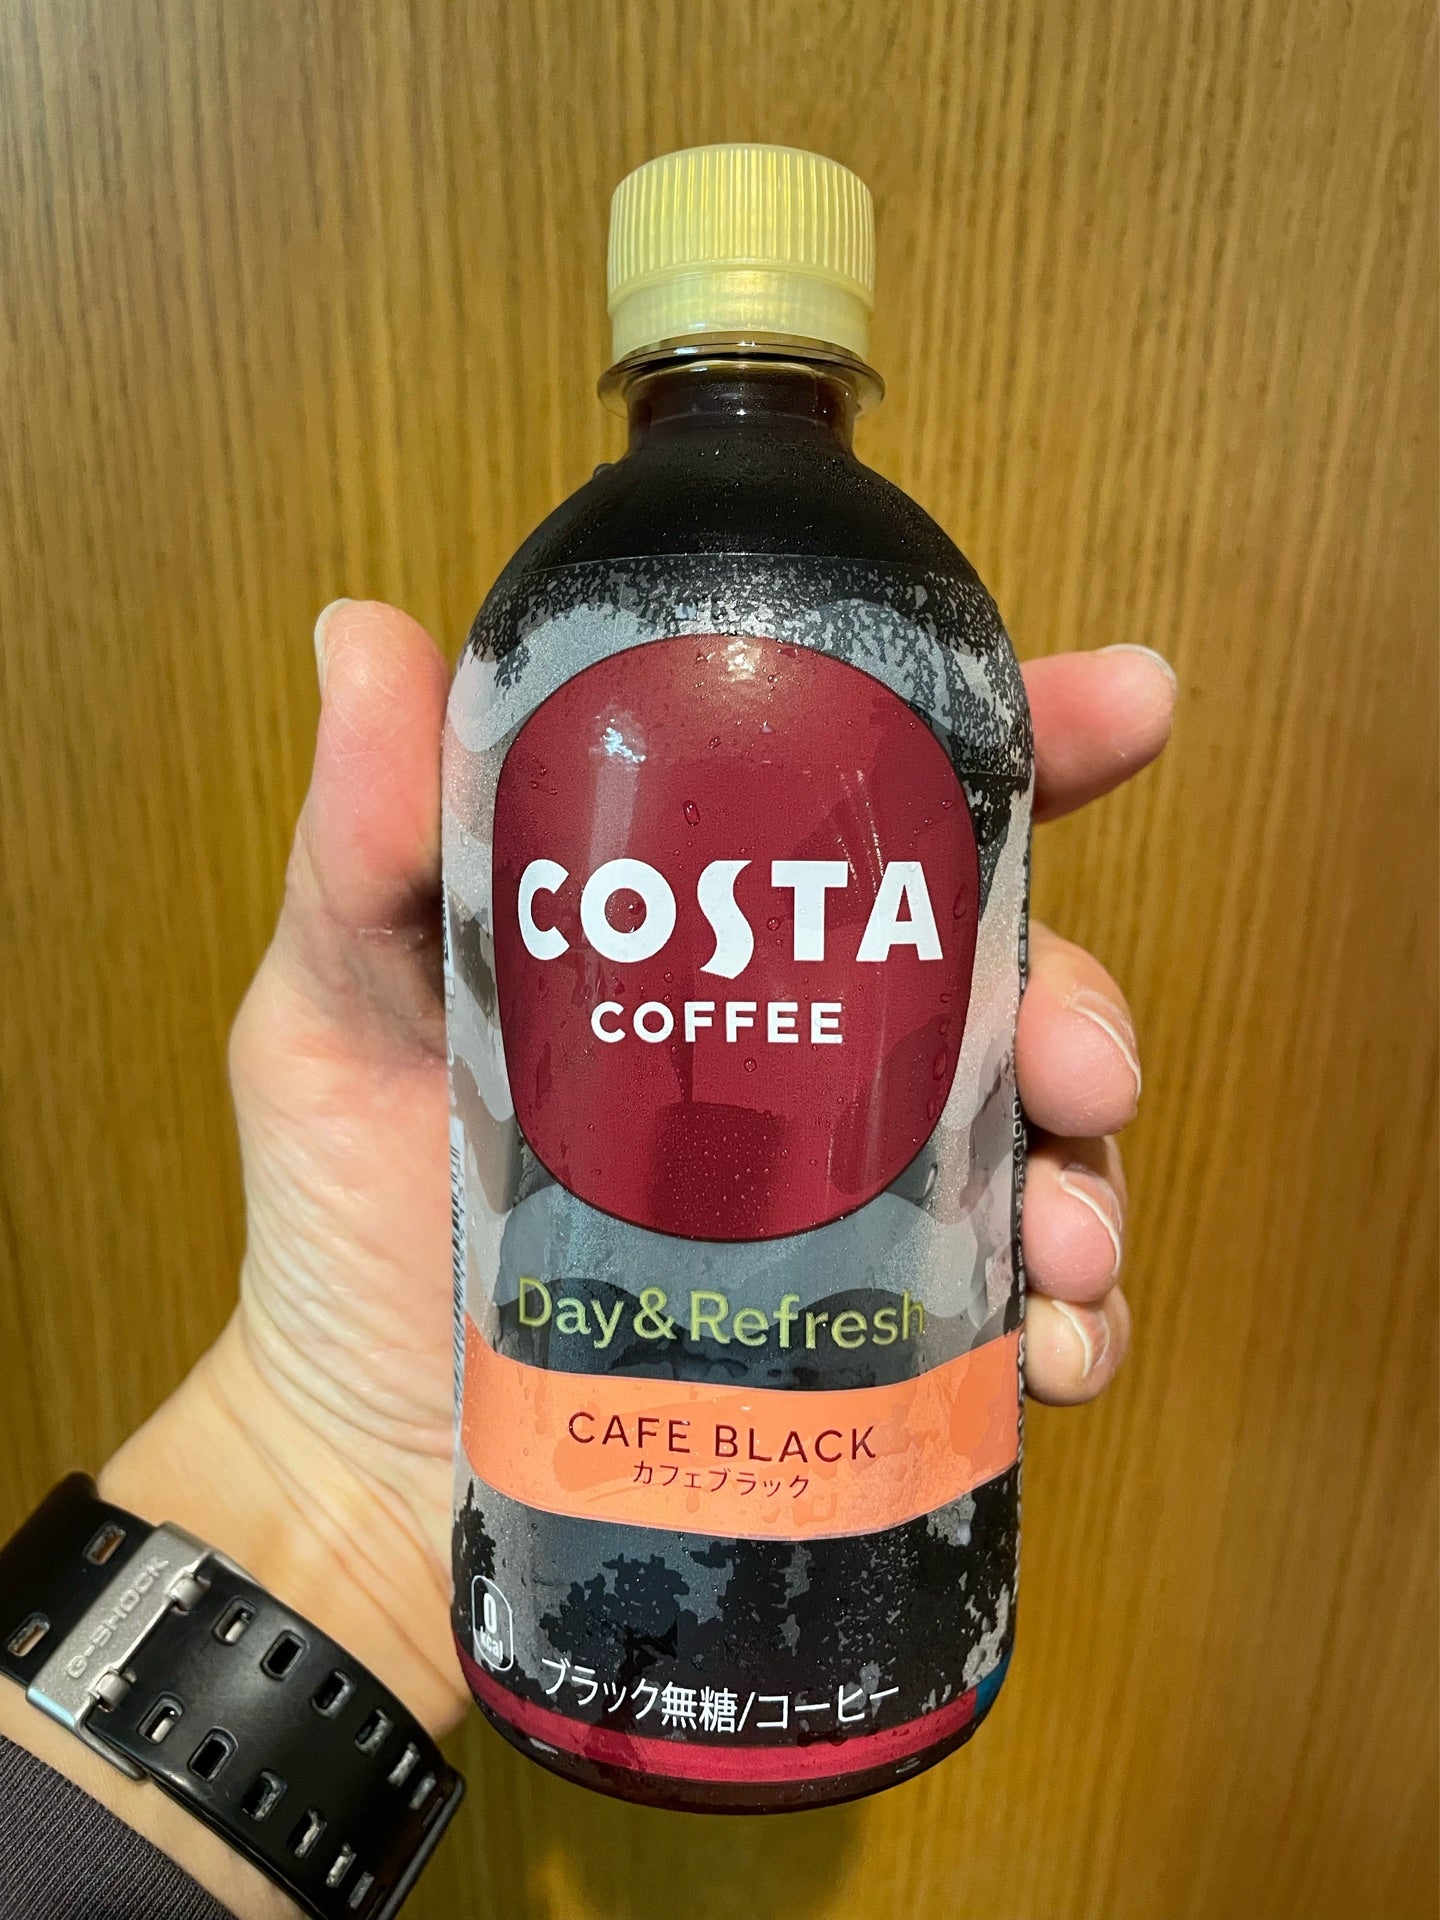 COSTA
COFFEE
Day&Refresh
CAFE BLACK
カフェブラック
0
kcal
ブラック無糖/コーヒー
G-SHOCK